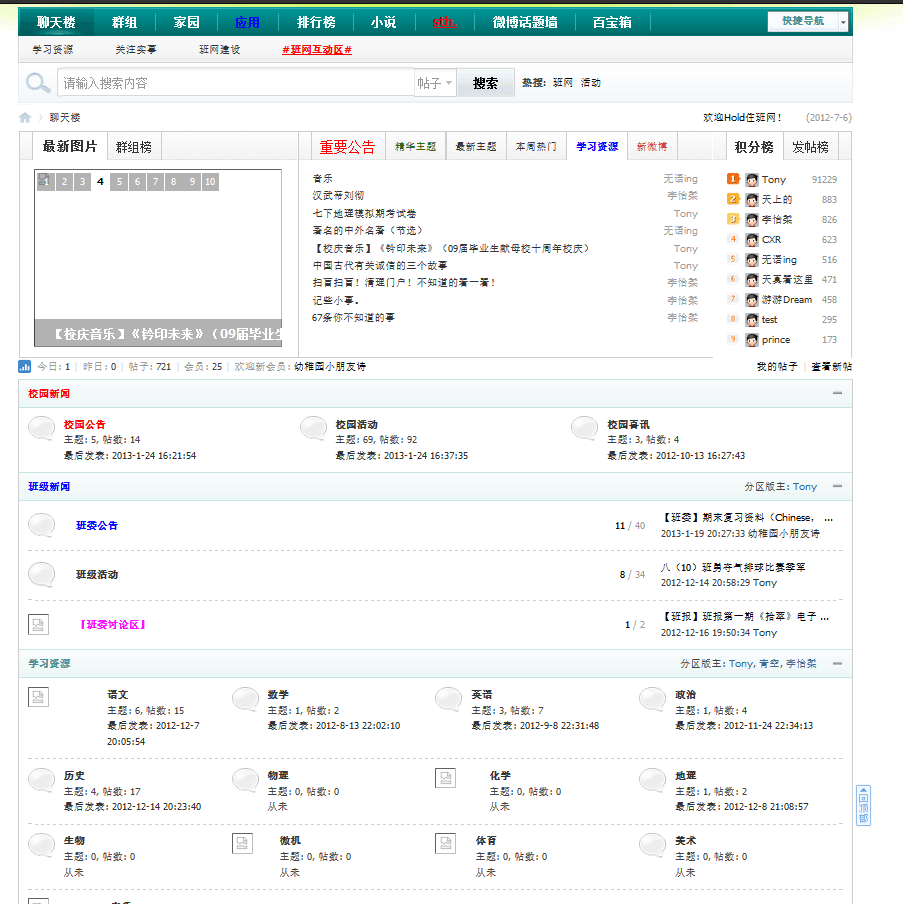 聊天楼 群组 家园 应用 排行榜 小说 sth. 微博话题墙 百宝箱 快捷导航
学习资源 关注实事 班网建设 #班网互动区#
请输入搜索内容 帖子 搜索 热搜: 班网 活动
聊天楼 欢迎Hold住班网! (2012-7-6)
最新图片 群组榜 重要公告 精华主题 最新主题 本周热门 学习资源 新微博 积分榜 发帖榜
1 2 3 4 5 6 7 8 9 10
【校庆音乐】《钤印未来》（09届毕业生
音乐 无语ing
汉武帝刘彻 李怡桀
七下地理模拟期考试卷 Tony
著名的中外名著（节选） 无语ing
【校庆音乐】《钤印未来》（09届毕业生献母校十周年校庆） Tony
中国古代有关诚信的三个故事 Tony
扫盲扫盲！清理门户！不知道的看一看！ 李怡桀
记些小事。 李怡桀
67条你不知道的事 李怡桀
1 Tony 91229
2 天上的 883
3 李怡桀 826
4 CXR 623
5 无语ing 516
6 天真看这里 471
7 游游Dream 458
8 test 295
9 prince 173
今日: 1 | 昨日: 0 | 帖子: 721 | 会员: 25 | 欢迎新会员: 幼稚园小朋友诗 我的帖子 | 查看新帖
校园新闻
校园公告
主题: 5, 帖数: 14
最后发表: 2013-1-24 16:21:54
校园活动
主题: 69, 帖数: 92
最后发表: 2013-1-24 16:37:35
校园喜讯
主题: 3, 帖数: 4
最后发表: 2012-10-13 16:27:43
班级新闻 分区版主: Tony
班委公告 11 / 40 【班委】期末复习资料（Chinese， ...
2013-1-19 20:27:33 幼稚园小朋友诗
班级活动 8 / 34 八（10）班勇夺气排球比赛季军
2012-12-14 20:58:29 Tony
『班委讨论区』 1 / 2 【班报】班报第一期《拾萃》电子 ...
2012-12-16 19:50:34 Tony
学习资源 分区版主: Tony, 青空, 李怡桀
语文
主题: 6, 帖数: 15
最后发表: 2012-12-7
20:05:54
数学
主题: 1, 帖数: 2
最后发表: 2012-8-13 22:02:10
英语
主题: 3, 帖数: 7
最后发表: 2012-9-8 22:31:48
政治
主题: 1, 帖数: 4
最后发表: 2012-11-24 22:34:13
历史
主题: 4, 帖数: 17
最后发表: 2012-12-14 20:23:40
物理
主题: 0, 帖数: 0
从未
化学
主题: 0, 帖数: 0
从未
地理
主题: 1, 帖数: 2
最后发表: 2012-12-8 21:08:57
生物
主题: 0, 帖数: 0
从未
微机
主题: 0, 帖数: 0
从未
体育
主题: 0, 帖数: 0
从未
美术
主题: 0, 帖数: 0
从未
回顶部